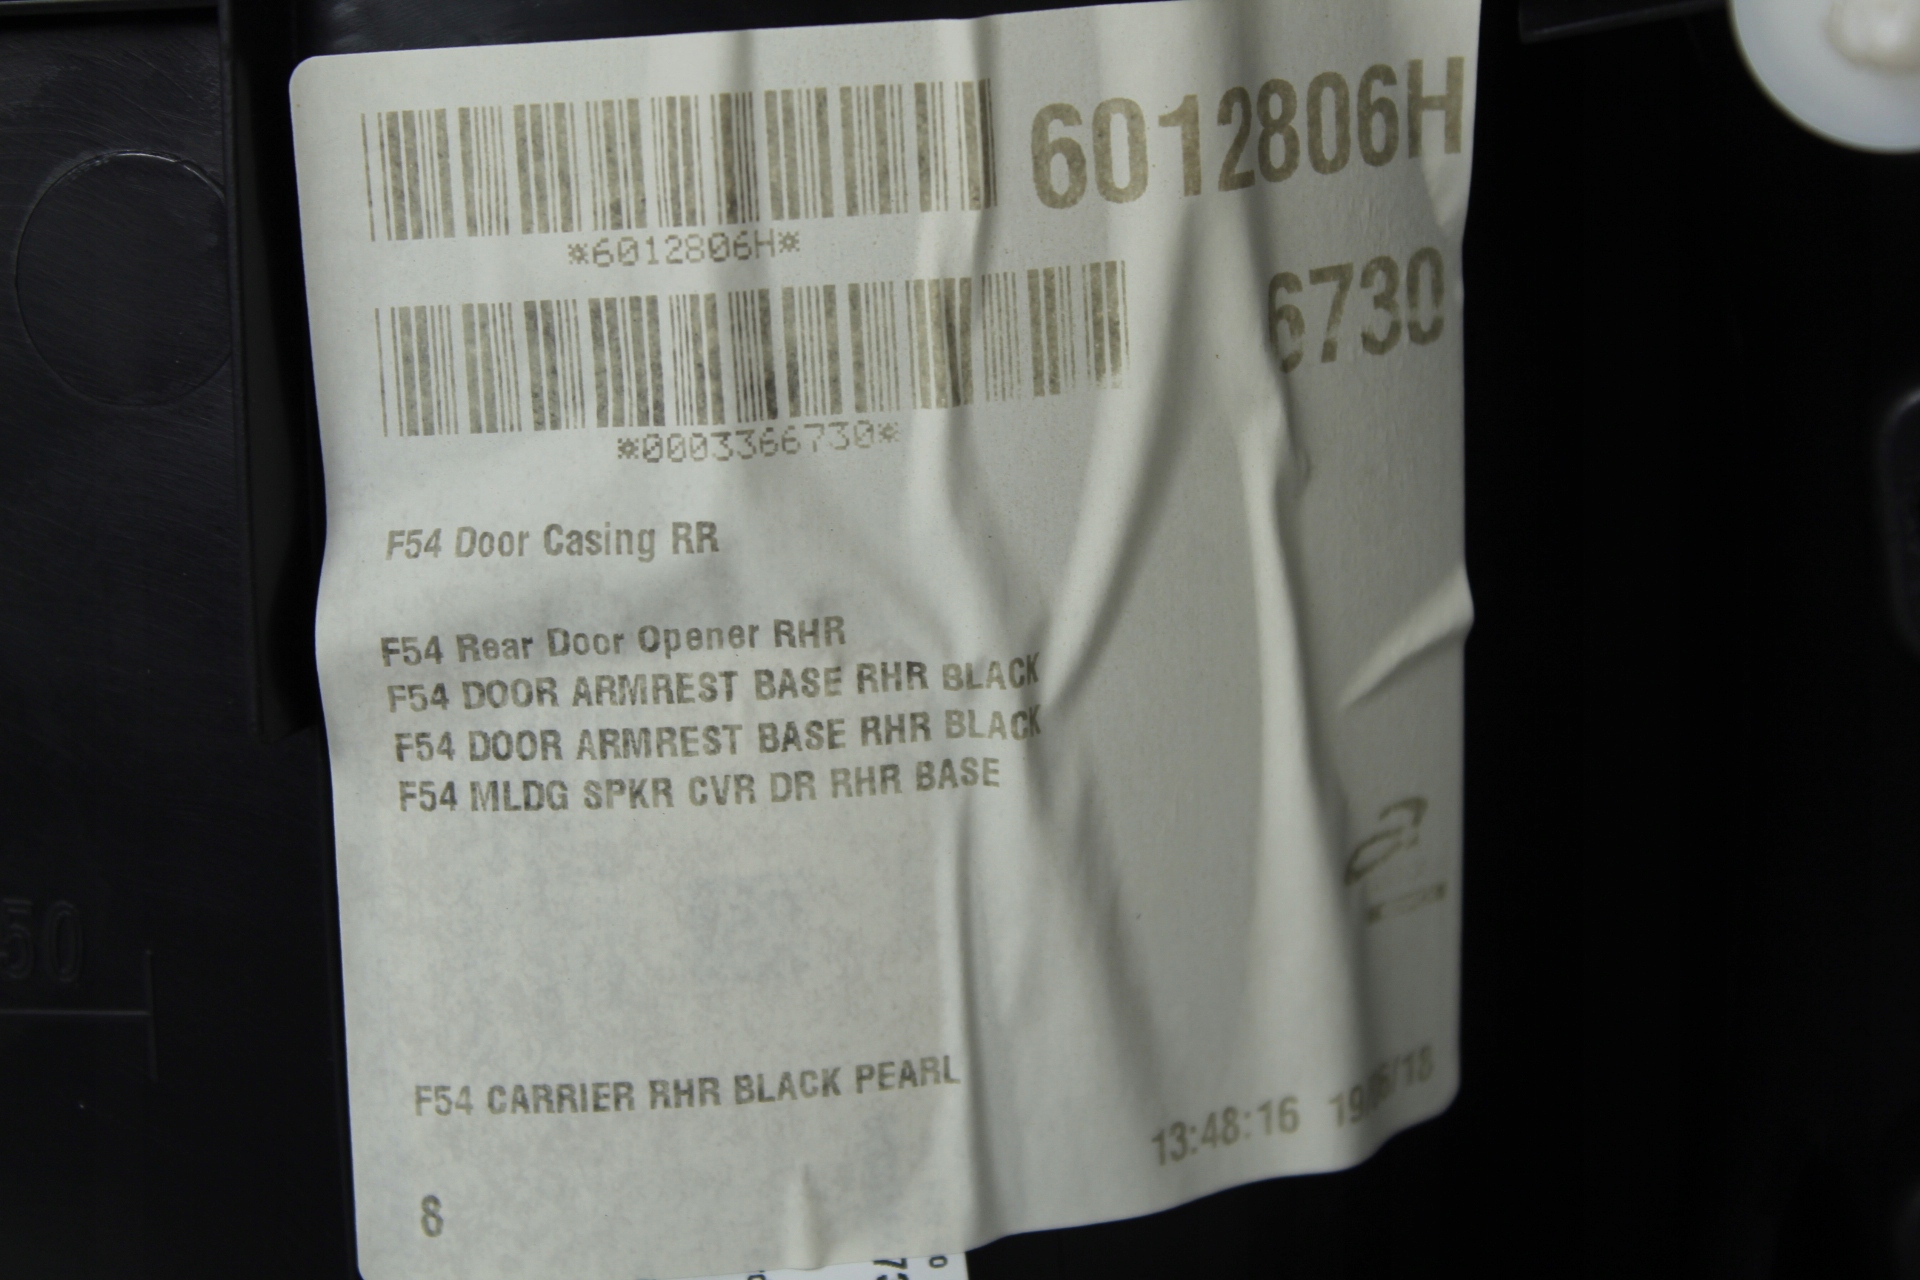 6012806H
*6012806H*
6730
*0003366730*
F54 Door Casing RR
F54 Rear Door Opener RHR
F54 DOOR ARMREST BASE RHR BLACK
F54 DOOR ARMREST BASE RHR BLACK
F54 MLDG SPKR CVR DR RHR BASE
50
F54 CARRIER RHR BLACK PEARL
13:48:16
8